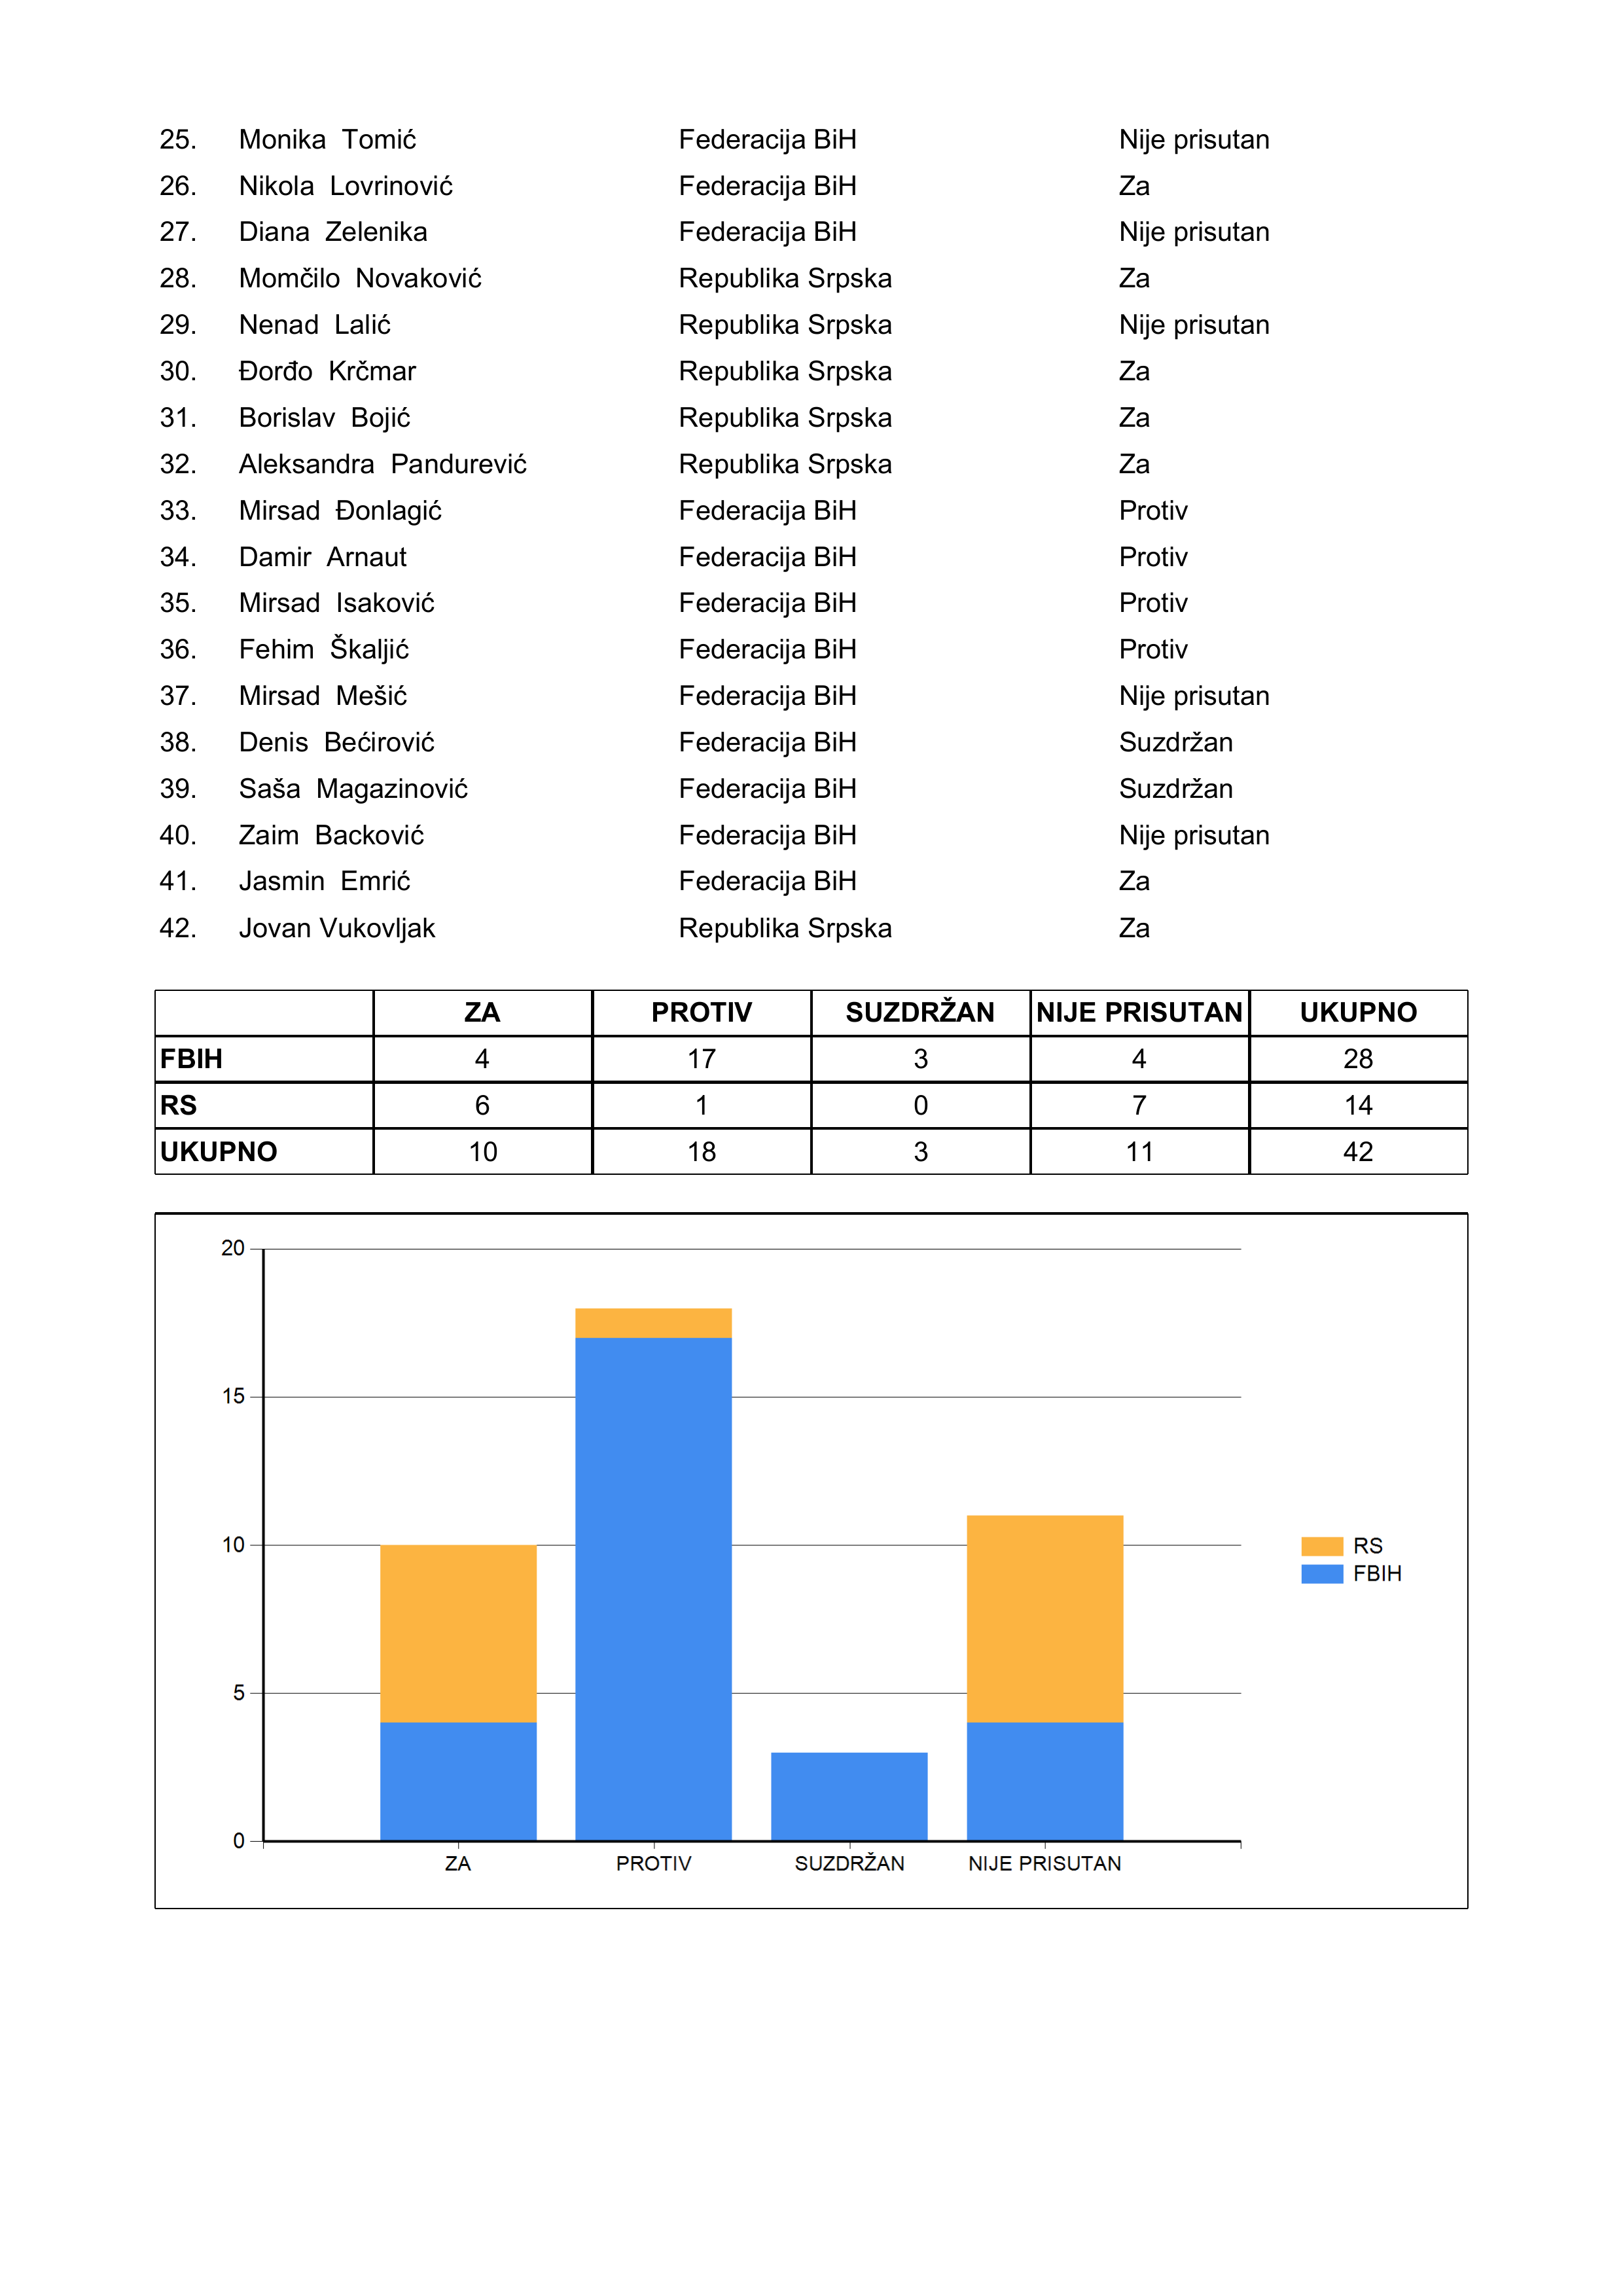 25. Monika Tomić Federacija BiH Nije prisutan
26. Nikola Lovrinović Federacija BiH Za
27. Diana Zelenika Federacija BiH Nije prisutan
28. Momčilo Novaković Republika Srpska Za
29. Nenad Lalić Republika Srpska Nije prisutan
30. Đorđo Krčmar Republika Srpska Za
31. Borislav Bojić Republika Srpska Za
32. Aleksandra Pandurević Republika Srpska Za
33. Mirsad Đonlagić Federacija BiH Protiv
34. Damir Arnaut Federacija BiH Protiv
35. Mirsad Isaković Federacija BiH Protiv
36. Fehim Škaljić Federacija BiH Protiv
37. Mirsad Mešić Federacija BiH Nije prisutan
38. Denis Bećirović Federacija BiH Suzdržan
39. Saša Magazinović Federacija BiH Suzdržan
40. Zaim Backović Federacija BiH Nije prisutan
41. Jasmin Emrić Federacija BiH Za
42. Jovan Vukovljak Republika Srpska Za
ZA PROTIV SUZDRŽAN NIJE PRISUTAN UKUPNO
FBIH 4 17 3 4 28
RS 6 1 0 7 14
UKUPNO 10 18 3 11 42
20
15
10
5
0
ZA PROTIV SUZDRŽAN NIJE PRISUTAN
RS
FBIH